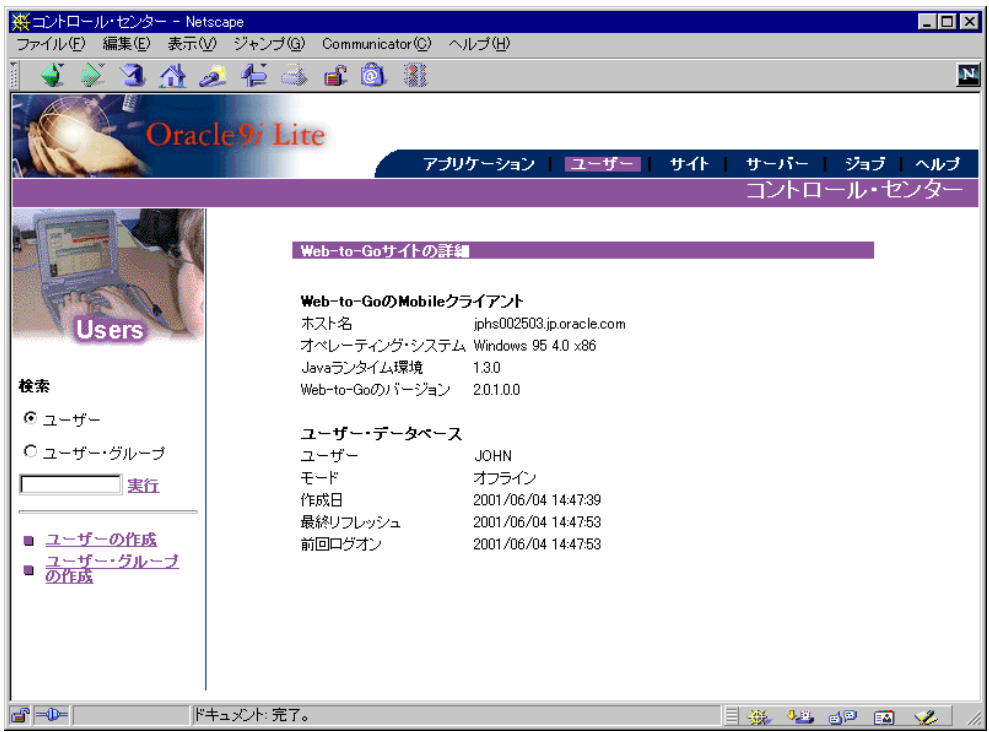 コントロール・センター - Netscape
ファイル(F) 編集(E) 表示(V) ジャンプ(G) Communicator(C) ヘルプ(H)
N
Oracle9i Lite
アプリケーション ユーザー サイト サーバー ジョブ ヘルプ
コントロール・センター
Users
検索
ユーザー
ユーザー・グループ
実行
ユーザーの作成
ユーザー・グループ
の作成
Web-to-Goサイトの詳細
Web-to-GoのMobileクライアント
ホスト名 jphs002503.jp.oracle.com
オペレーティング・システム Windows 95 4.0 x86
Javaランタイム環境 1.3.0
Web-to-Goのバージョン 2.0.1.0.0
ユーザー・データベース
ユーザー JOHN
モード オフライン
作成日 2001/06/04 14:47:39
最終リフレッシュ 2001/06/04 14:47:53
前回ログオン 2001/06/04 14:47:53
ドキュメント: 完了。